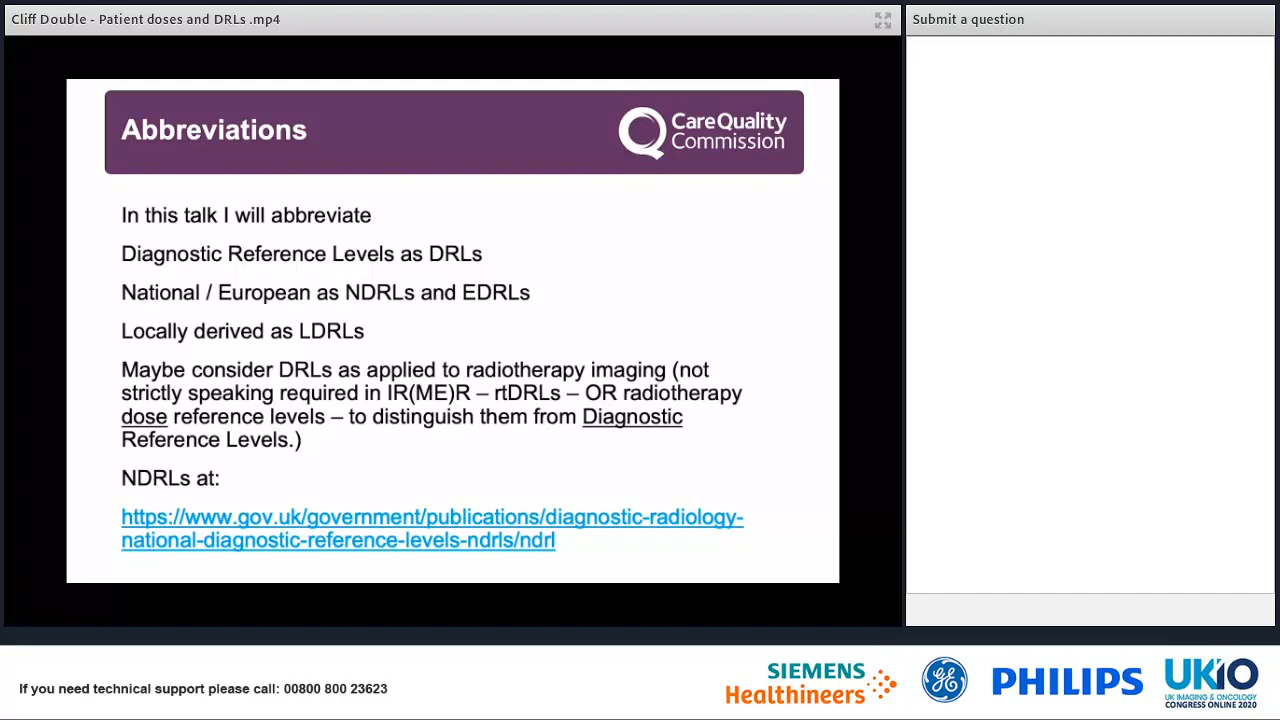 Cliff Double - Patient doses and DRLs .mp4
Submit a question
Abbreviations
CareQuality
Commission
In this talk I will abbreviate
Diagnostic Reference Levels as DRLs
National / European as NDRLs and EDRLs
Locally derived as LDRLs
Maybe consider DRLs as applied to radiotherapy imaging (not
strictly speaking required in IR(ME)R – rtDRLs – OR radiotherapy
dose reference levels – to distinguish them from Diagnostic
Reference Levels.)
NDRLs at:
https://www.gov.uk/government/publications/diagnostic-radiology-
national-diagnostic-reference-levels-ndrls/ndrl
If you need technical support please call: 00800 800 23623
SIEMENS
Healthineers
GE
PHILIPS
UKIO
UK IMAGING & ONCOLOGY
CONGRESS ONLINE 2020